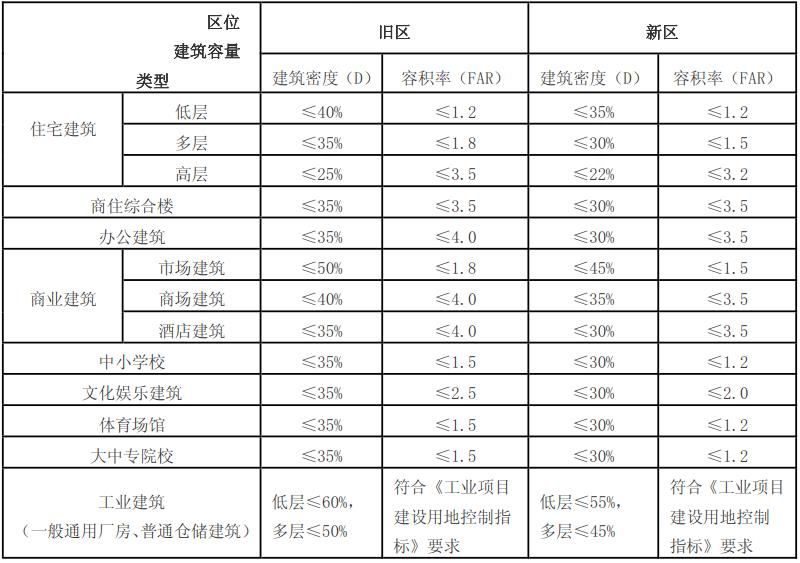 区位
建筑容量
类型
旧区
新区
建筑密度（D）
容积率（FAR）
建筑密度（D）
容积率（FAR）
住宅建筑
低层
≤40%
≤1.2
≤35%
≤1.2
多层
≤35%
≤1.8
≤30%
≤1.5
高层
≤25%
≤3.5
≤22%
≤3.2
商住综合楼
≤35%
≤3.5
≤30%
≤3.5
办公建筑
≤35%
≤4.0
≤30%
≤3.5
商业建筑
市场建筑
≤50%
≤1.8
≤45%
≤1.5
商场建筑
≤40%
≤4.0
≤35%
≤3.5
酒店建筑
≤35%
≤4.0
≤30%
≤3.5
中小学校
≤35%
≤1.5
≤30%
≤1.2
文化娱乐建筑
≤35%
≤2.5
≤30%
≤2.0
体育场馆
≤35%
≤1.5
≤30%
≤1.2
大中专院校
≤35%
≤1.5
≤30%
≤1.2
工业建筑
（一般通用厂房、普通仓储建筑）
低层≤60%，
多层≤50%
符合《工业项目
建设用地控制指
标》要求
低层≤55%，
多层≤45%
符合《工业项目
建设用地控制
指标》要求